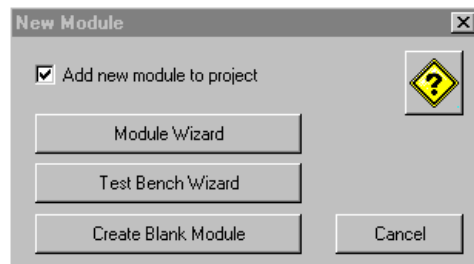 New Module
Add new module to project
?
Module Wizard
Test Bench Wizard
Create Blank Module
Cancel